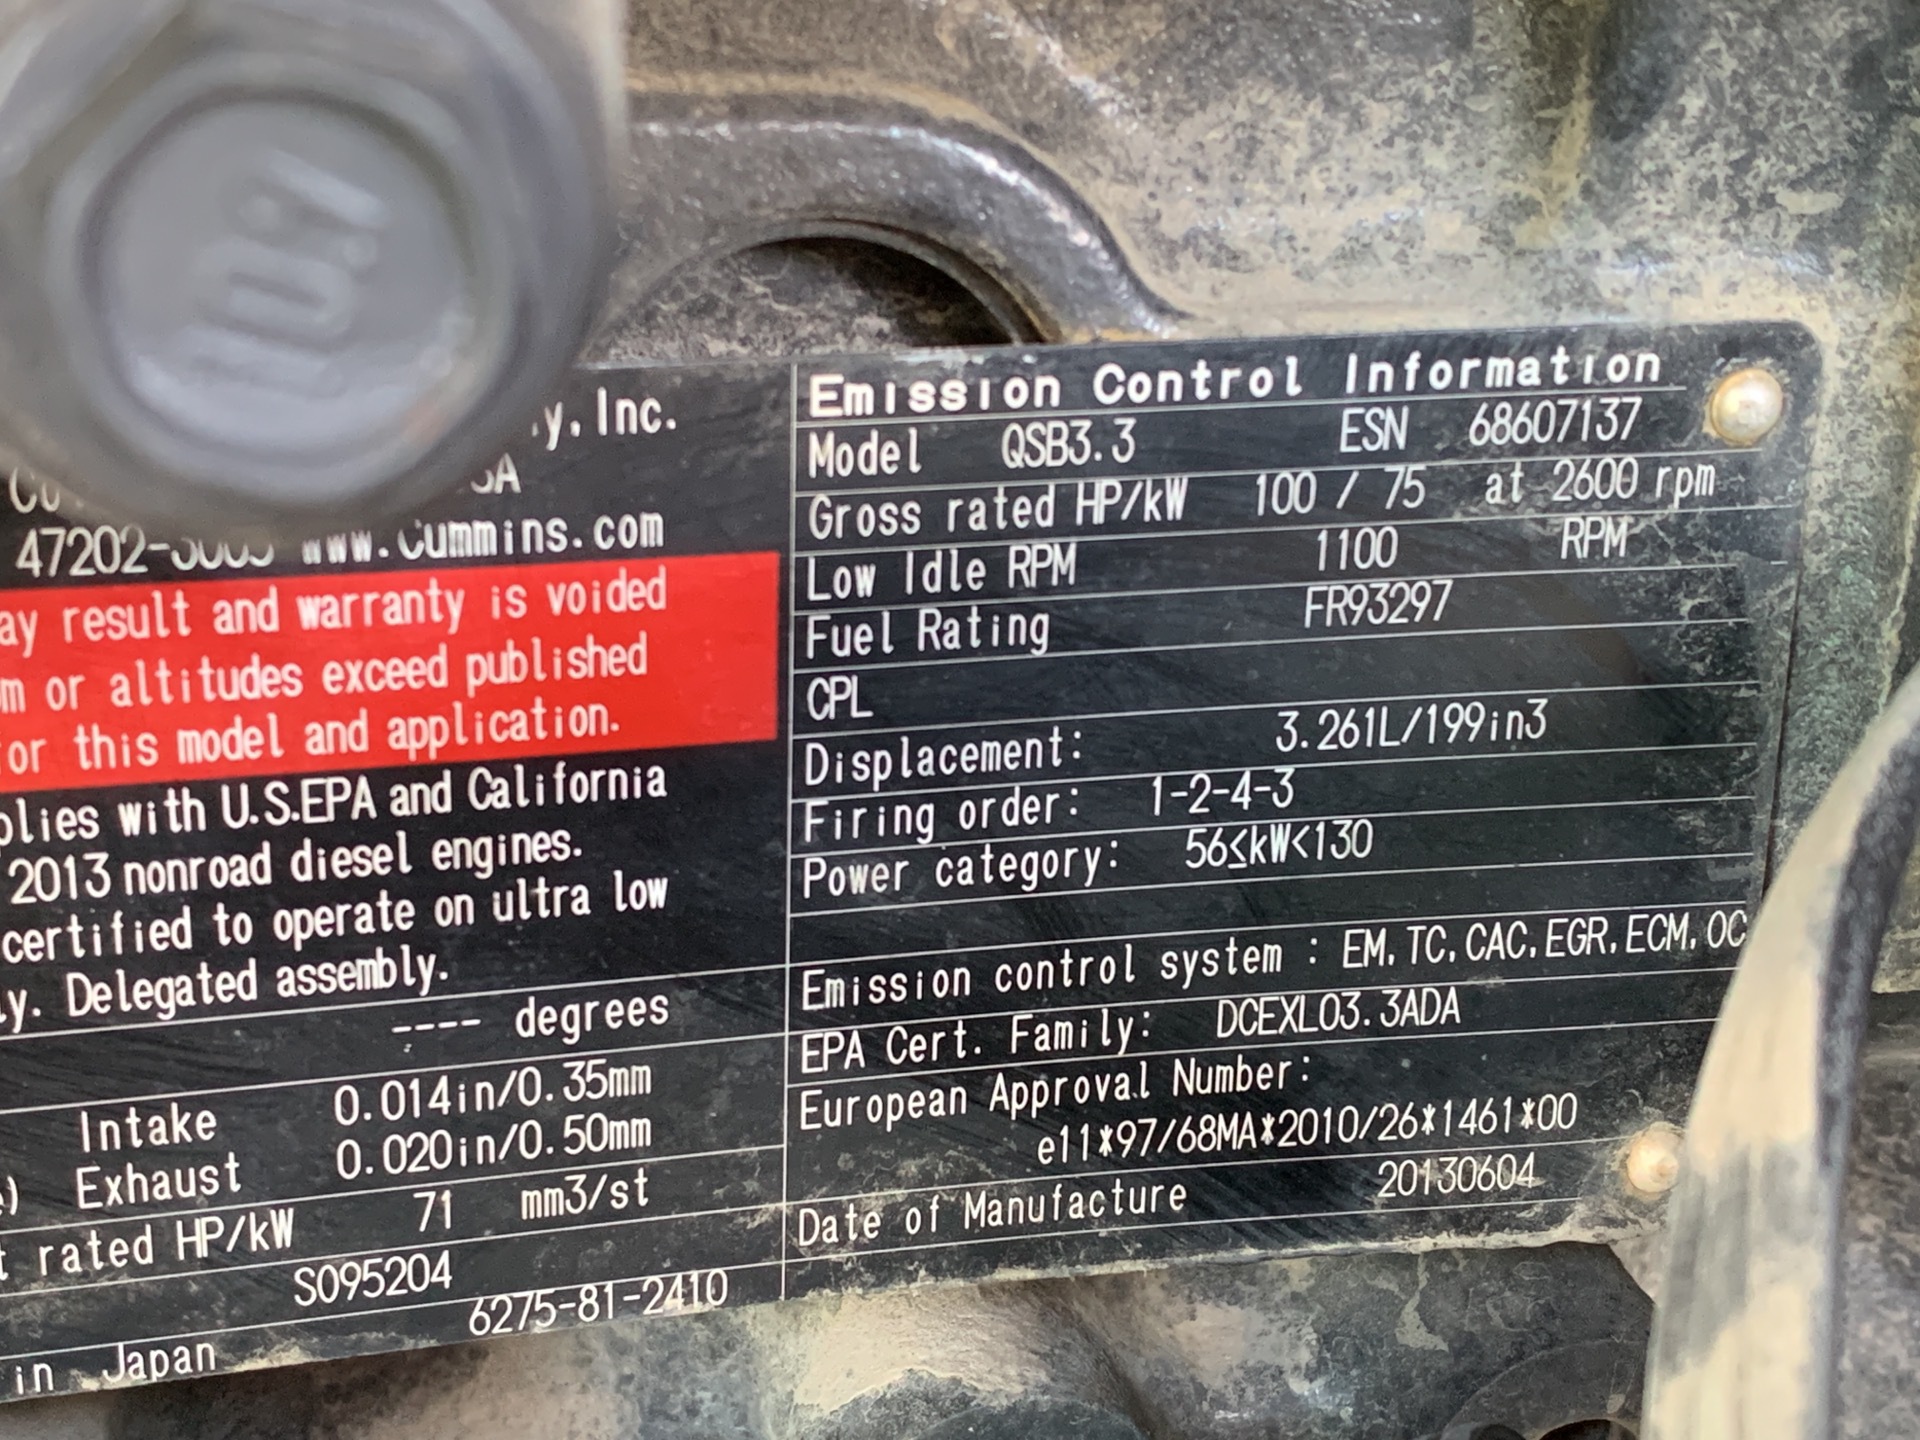 y, Inc.
47202- www.Cummins.com
result and warranty is voided
or altitudes exceed published
this model and application.
with U.S.EPA and California
2013 nonroad diesel engines.
certified to operate on ultra low
Delegated assembly.
---- degrees
Intake 0.014in/0.35mm
Exhaust 0.020in/0.50mm
rated HP/kW 71 mm3/st
S095204
6275-81-2410
in Japan
Emission Control Information
Model QSB3.3 ESN 68607137
Gross rated HP/kW 100 / 75 at 2600 rpm
Low Idle RPM 1100 RPM
Fuel Rating FR93297
CPL
Displacement: 3.261L/199in3
Firing order: 1-2-4-3
Power category: 56≤kW<130
Emission control system : EM, TC, CAC, EGR, ECM, OC
EPA Cert. Family: DCEXL03.3ADA
European Approval Number:
e11*97/68MA*2010/26*1461*00
Date of Manufacture 20130604